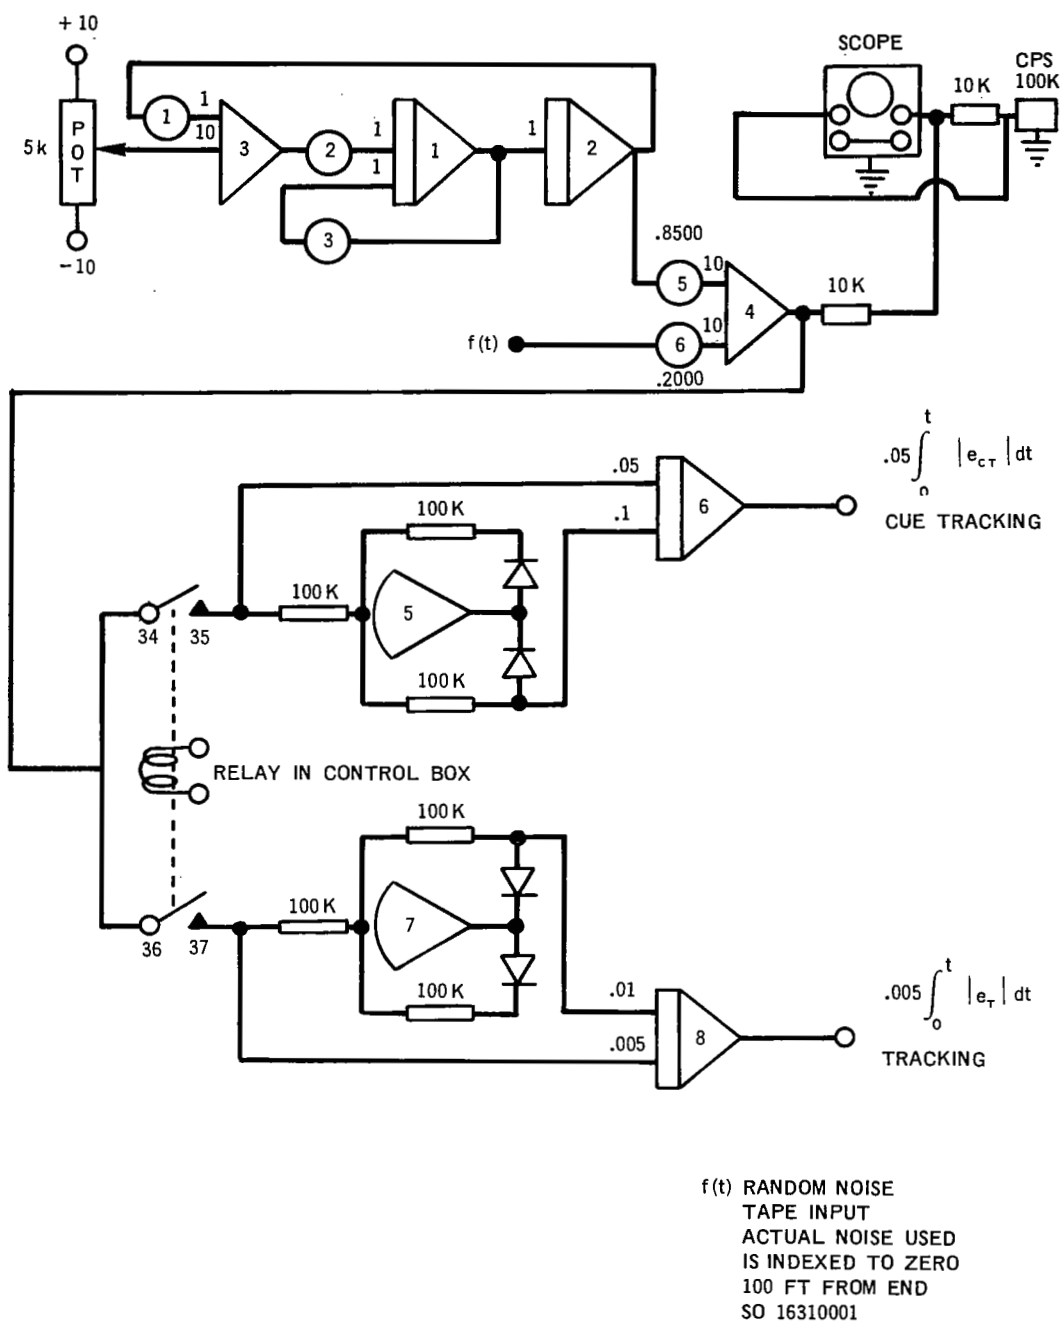 +10
5k
POT
-10
1
1
10
3
2
1
1
1
3
1
2
SCOPE
10K
CPS
100K
.8500
5
10
4
10K
f(t)
6
10
.2000
.05
.1
6
.05 ∫₀ᵗ |e_CT| dt
CUE TRACKING
100K
100K
5
100K
34
35
RELAY IN CONTROL BOX
100K
100K
7
100K
36
37
.01
.005
8
.005 ∫₀ᵗ |e_T| dt
TRACKING
f(t) RANDOM NOISE
TAPE INPUT
ACTUAL NOISE USED
IS INDEXED TO ZERO
100 FT FROM END
SO 16310001